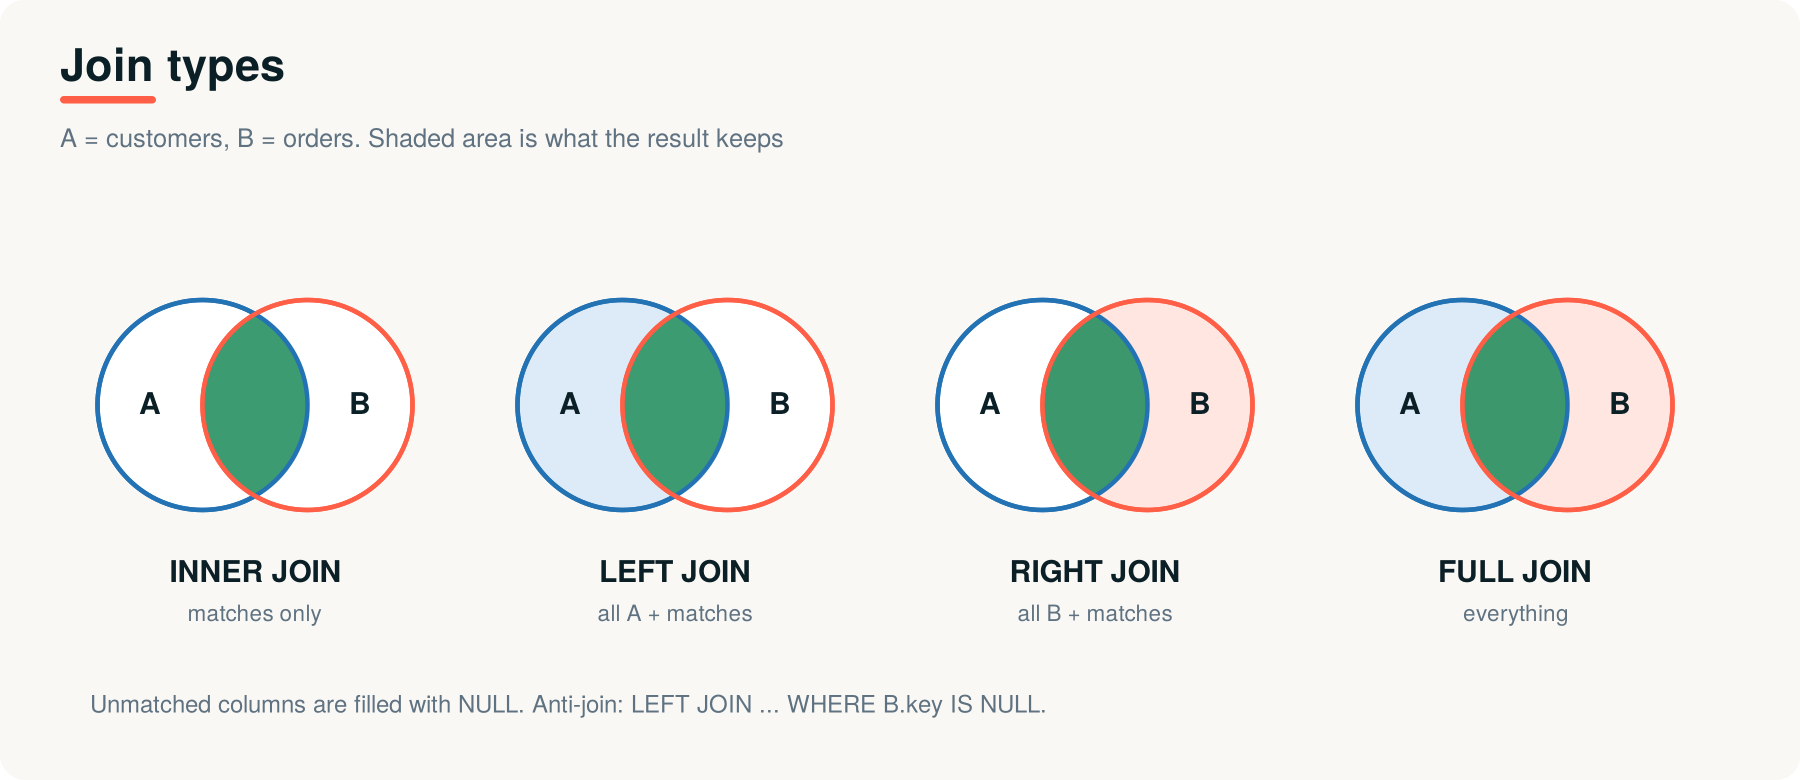 Join types
A = customers, B = orders. Shaded area is what the result keeps
A B A B A B A B
INNER JOIN LEFT JOIN RIGHT JOIN FULL JOIN
matches only all A + matches all B + matches everything
Unmatched columns are filled with NULL. Anti-join: LEFT JOIN ... WHERE B.key IS NULL.